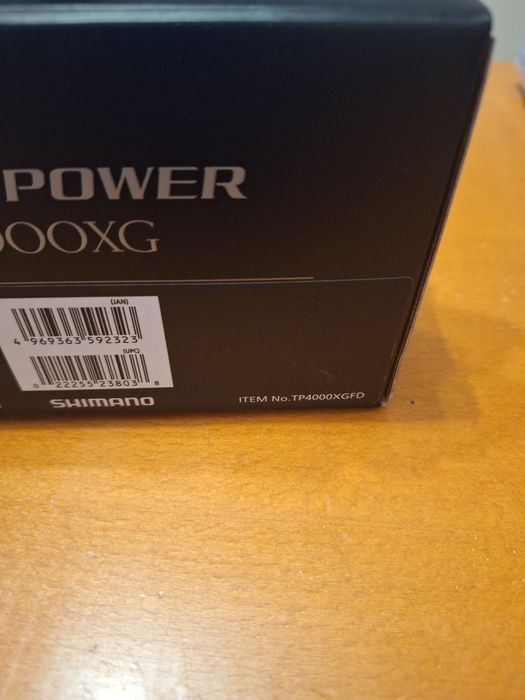 POWER
000XG
(JAN)
4 969363 592323
(UPC)
0 22255 23803 8
SHIMANO
ITEM No.TP4000XGFD